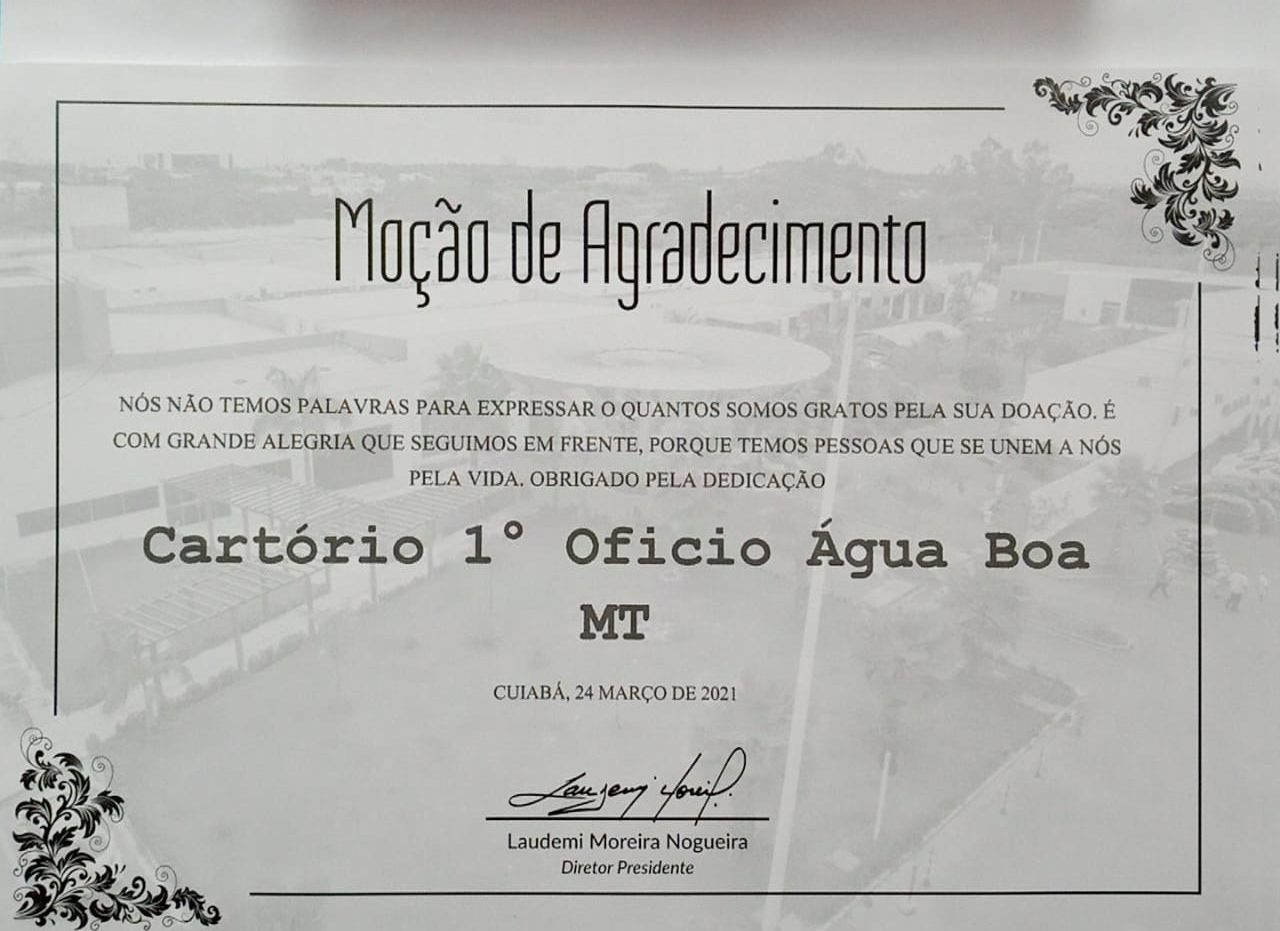 Moção de Agradecimento
NÓS NÃO TEMOS PALAVRAS PARA EXPRESSAR O QUANTOS SOMOS GRATOS PELA SUA DOAÇÃO. É
COM GRANDE ALEGRIA QUE SEGUIMOS EM FRENTE, PORQUE TEMOS PESSOAS QUE SE UNEM A NÓS
PELA VIDA. OBRIGADO PELA DEDICAÇÃO
Cartório 1° Oficio Água Boa
MT
CUIABÁ, 24 MARÇO DE 2021
Laudemi Moreira Nogueira
Diretor Presidente